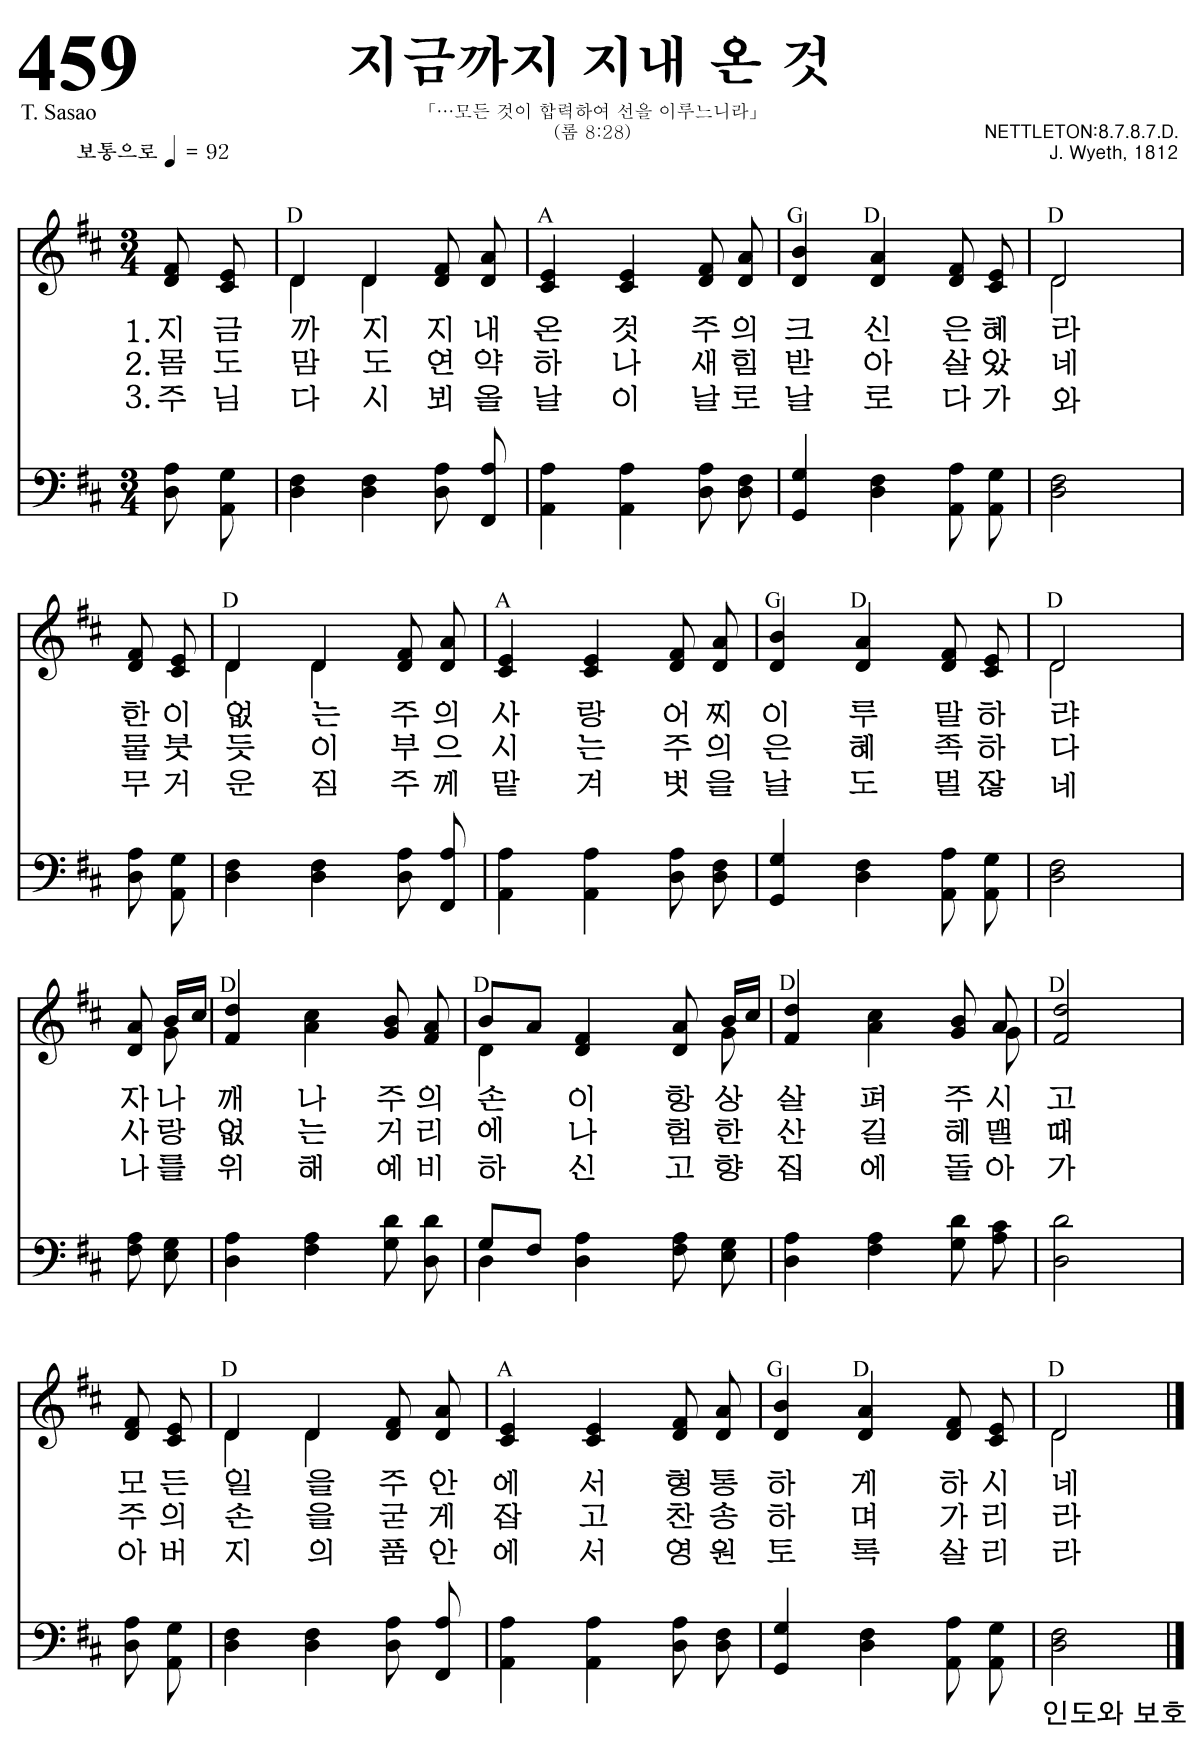 459
지금까지 지내 온 것
T. Sasao
「…모든 것이 합력하여 선을 이루느니라」
(롬 8:28)
NETTLETON:8.7.8.7.D.
J. Wyeth, 1812
보통으로 ♩ = 92
D A G D D
3 4
1. 지 금 까 지 지 내 온 것 주 의 크 신 은 혜 라
2. 몸 도 맘 도 연 약 하 나 새 힘 받 아 살 았 네
3. 주 님 다 시 뵈 올 날 이 날 로 날 로 다 가 와
3 4
D A G D D
한 이 없 는 주 의 사 랑 어 찌 이 루 말 하 랴
물 붓 듯 이 부 으 시 는 주 의 은 혜 족 하 다
무 거 운 짐 주 께 맡 겨 벗 을 날 도 멀 잖 네
D D D D
자 나 깨 나 주 의 손 이 항 상 살 펴 주 시 고
사 랑 없 는 거 리 에 나 험 한 산 길 헤 맬 때
나 를 위 해 예 비 하 신 고 향 집 에 돌 아 가
D A G D D
모 든 일 을 주 안 에 서 형 통 하 게 하 시 네
주 의 손 을 굳 게 잡 고 찬 송 하 며 가 리 라
아 버 지 의 품 안 에 서 영 원 토 록 살 리 라
인도와 보호